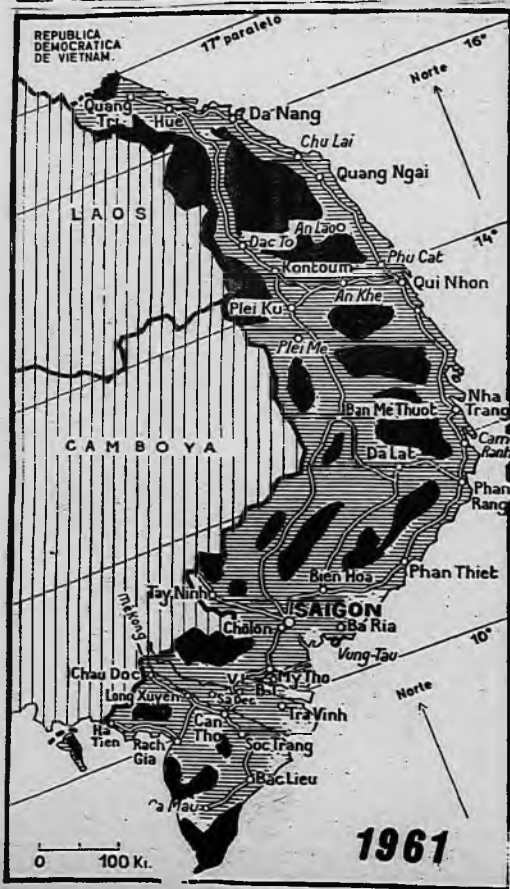 REPUBLICA
DEMOCRATICA
DE VIETNAM.
17° paralelo
16°
Norte
Quang
Tri
Hue
Da-Nang
Chu Lai
Quang Ngai
LAOS
An Lao
Dac To
14°
Phu Cat
Kontoum
Qui Nhon
An Khe
Plei Ku
Plei Me
Nha
Trang
Ban Me Thuot
Cam
Ranh
CAMBOYA
Da Lat
Phan
Rang
Bien Hoa
Phan Thiet
Tay Ninh
SAIGON
Cholon
Ba Ria
Mékong
10°
Vung-Tau
Chau Doc
My Tho
V.L.
B.T.
Long Xuyen
Sa Dec
Norte
Tra Vinh
Can
Tho
Ha
Tien
Rach
Gia
Soc Trang
Bac Lieu
Ca Mau
1961
0 100 Kt.